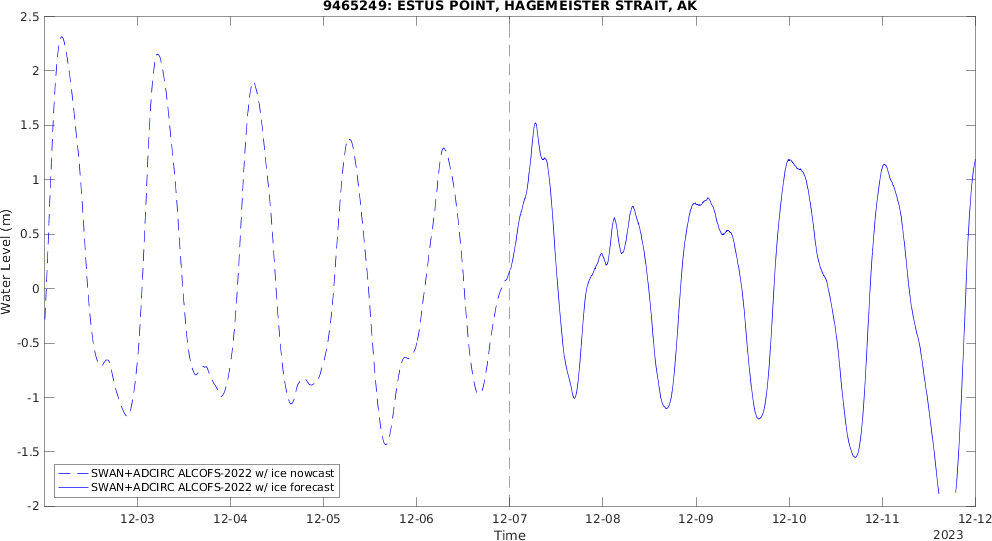 9465249: ESTUS POINT, HAGEMEISTER STRAIT, AK
2.5
2
1.5
1
0.5
0
-0.5
-1
-1.5
-2
Water Level (m)
SWAN+ADCIRC ALCOFS-2022 w/ ice nowcast
SWAN+ADCIRC ALCOFS-2022 w/ ice forecast
12-03 12-04 12-05 12-06 12-07 12-08 12-09 12-10 12-11 12-12
Time
2023